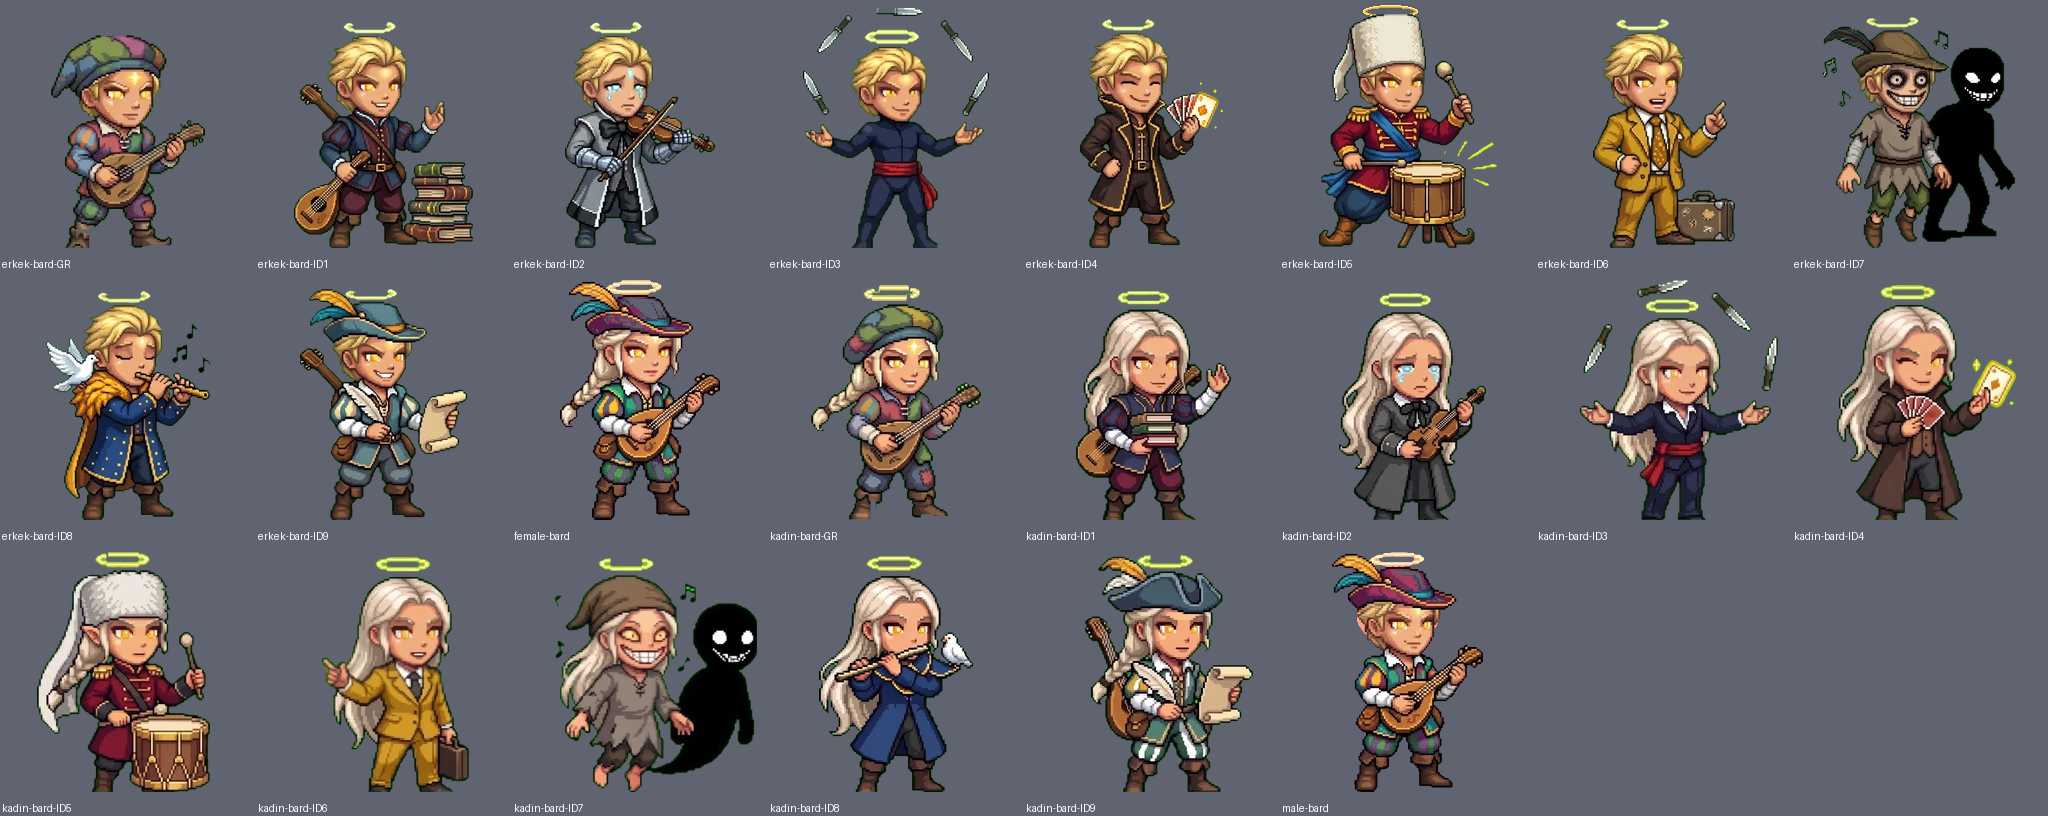 erkek-bard-GR
erkek-bard-ID1
erkek-bard-ID2
erkek-bard-ID3
erkek-bard-ID4
erkek-bard-ID5
erkek-bard-ID6
erkek-bard-ID7
erkek-bard-ID8
erkek-bard-ID9
female-bard
kadin-bard-GR
kadin-bard-ID1
kadin-bard-ID2
kadin-bard-ID3
kadin-bard-ID4
kadin-bard-ID5
kadin-bard-ID6
kadin-bard-ID7
kadin-bard-ID8
kadin-bard-ID9
male-bard